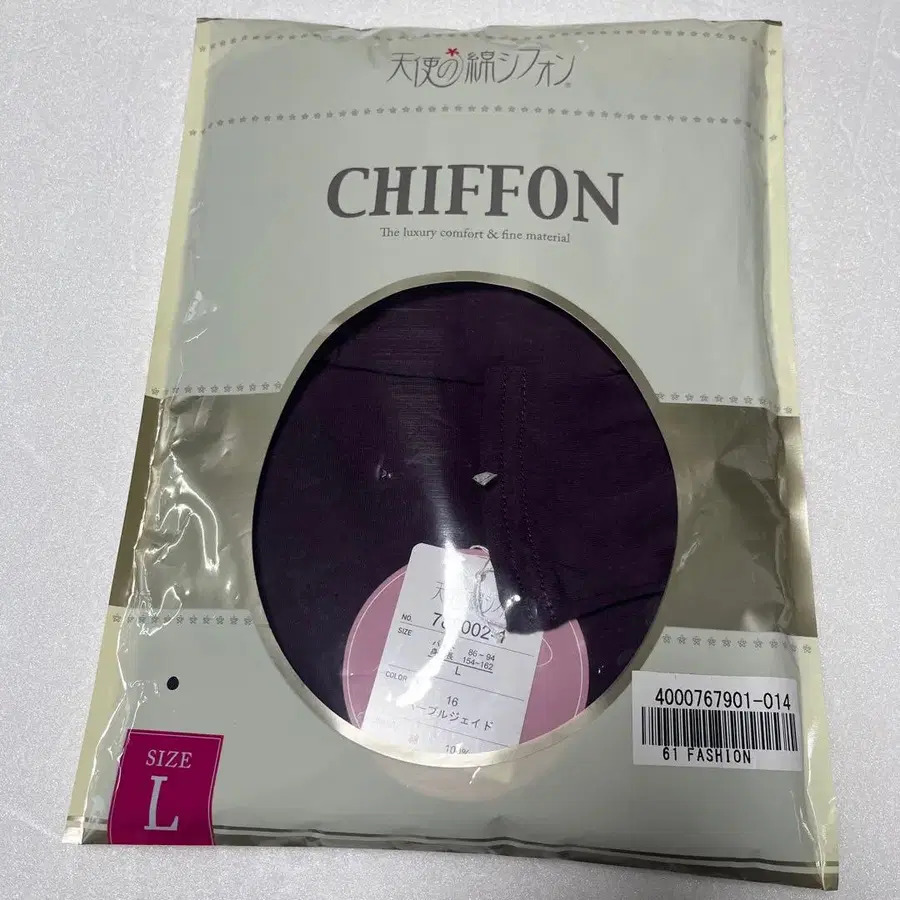 天使の綿シフォン
CHIFFON
The luxury comfort & fine material
NO.
SIZE
86-94
154-162
L
COLOR
16
パープルジェイド
SIZE
L
4000767901-014
61 FASHION